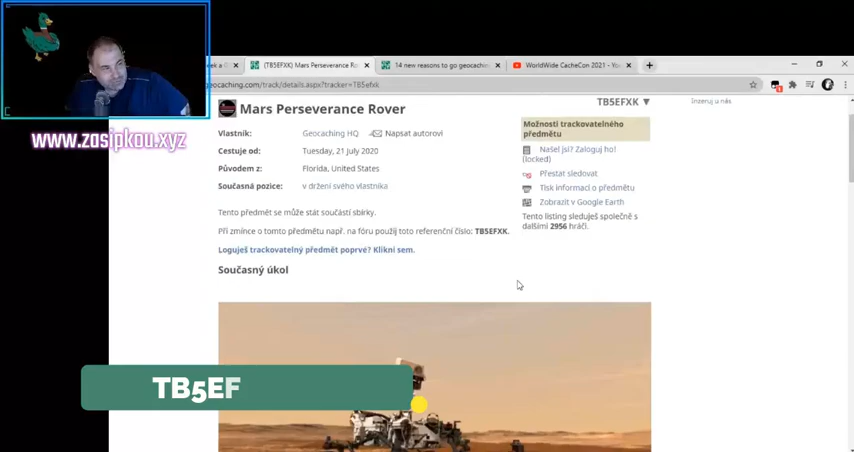 www.zasipkou.xyz
(TB5EFXK) Mars Perseverance R
14 new reasons to go geocachin
WorldWide CacheCon 2021 - Yo
geocaching.com/track/details.aspx?tracker=TB5efxk
Mars Perseverance Rover
TB5EFXK ▼
Inzeruj u nás
Vlastník: Geocaching HQ Napsat autorovi
Cestuje od: Tuesday, 21 July 2020
Původem z: Florida, United States
Současná pozice: v držení svého vlastníka
Možnosti trackovatelného
předmětu
Našel jsi? Zaloguj ho!
(locked)
Přestat sledovat
Tisk informací o předmětu
Zobrazit v Google Earth
Tento listing sleduješ společně s
dalšími 2956 hráči.
Tento předmět se může stát součástí sbírky.
Při zmínce o tomto předmětu např. na fóru použij toto referenční číslo: TB5EFXK.
Loguješ trackovatelný předmět poprvé? Klikni sem.
Současný úkol
TB5EF